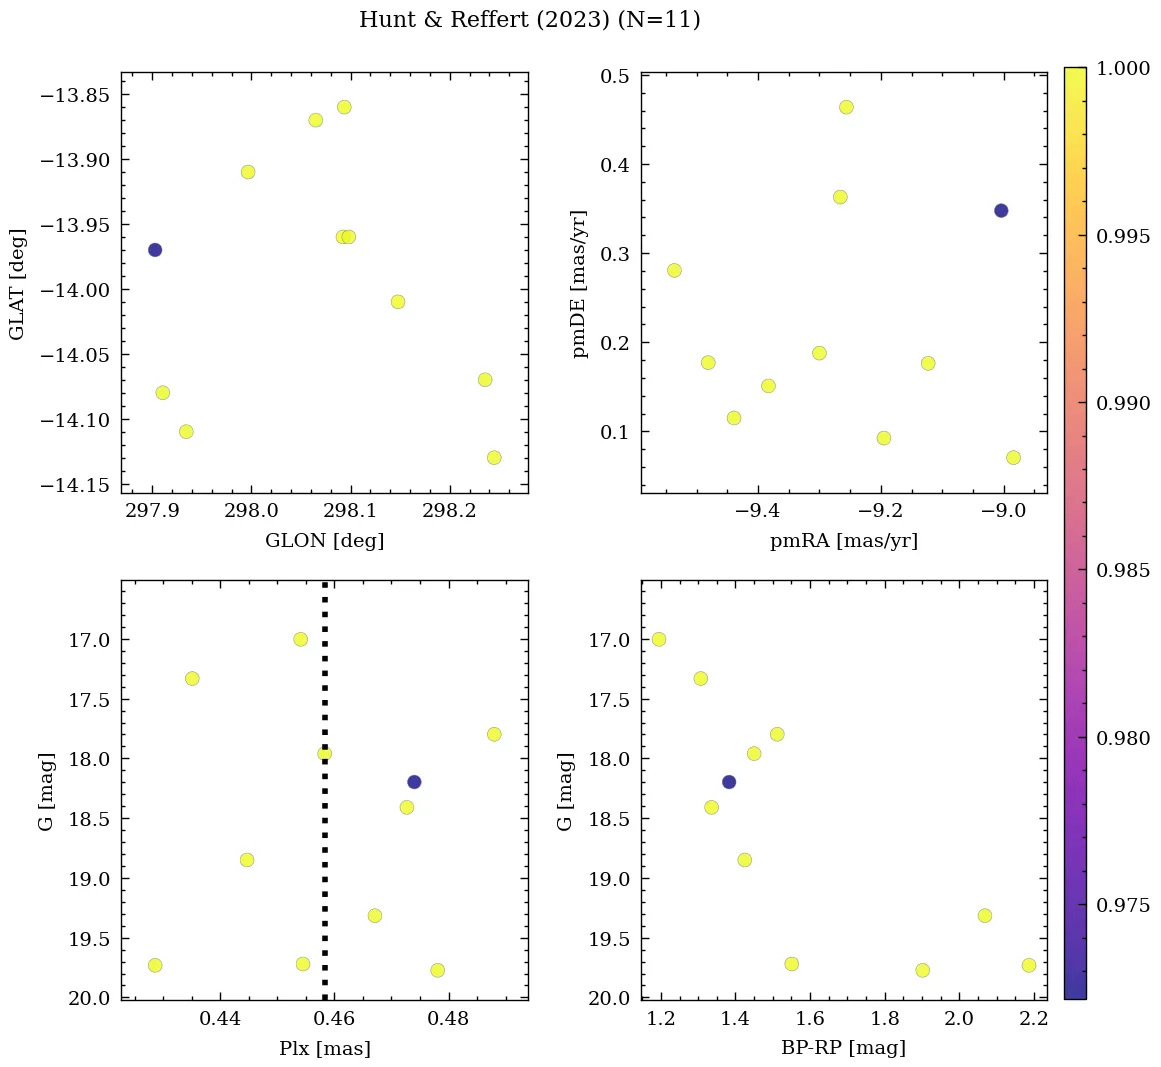 Hunt & Reffert (2023) (N=11)
−13.85
−13.90
−13.95
−14.00
−14.05
−14.10
−14.15
GLAT [deg]
297.9 298.0 298.1 298.2
GLON [deg]
0.5
0.4
0.3
0.2
0.1
pmDE [mas/yr]
−9.4 −9.2 −9.0
pmRA [mas/yr]
17.0
17.5
18.0
18.5
19.0
19.5
20.0
G [mag]
0.44 0.46 0.48
Plx [mas]
17.0
17.5
18.0
18.5
19.0
19.5
20.0
G [mag]
1.2 1.4 1.6 1.8 2.0 2.2
BP-RP [mag]
1.000
0.995
0.990
0.985
0.980
0.975